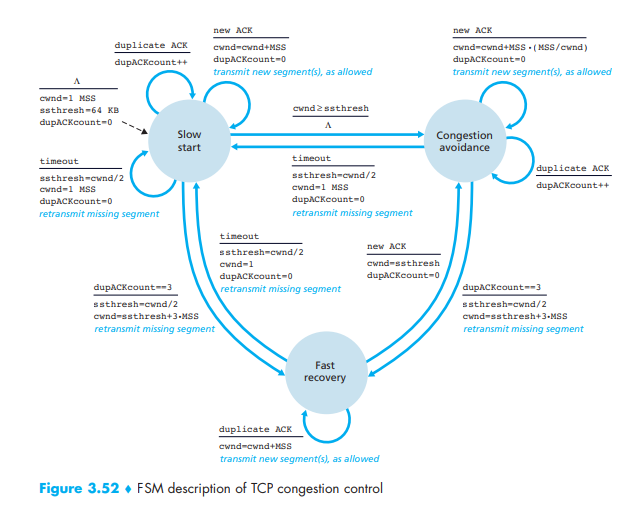 new ACK
cwnd=cwnd+MSS
dupACKcount=0
transmit new segment(s), as allowed
new ACK
cwnd=cwnd+MSS·(MSS/cwnd)
dupACKcount=0
transmit new segment(s), as allowed
duplicate ACK
dupACKcount++
Λ
cwnd=1 MSS
ssthresh=64 KB
dupACKcount=0
cwnd≥ssthresh
Λ
Slow
start
Congestion
avoidance
timeout
ssthresh=cwnd/2
cwnd=1 MSS
dupACKcount=0
retransmit missing segment
timeout
ssthresh=cwnd/2
cwnd=1 MSS
dupACKcount=0
retransmit missing segment
duplicate ACK
dupACKcount++
timeout
ssthresh=cwnd/2
cwnd=1
dupACKcount=0
retransmit missing segment
new ACK
cwnd=ssthresh
dupACKcount=0
dupACKcount==3
ssthresh=cwnd/2
cwnd=ssthresh+3·MSS
retransmit missing segment
dupACKcount==3
ssthresh=cwnd/2
cwnd=ssthresh+3·MSS
retransmit missing segment
Fast
recovery
duplicate ACK
cwnd=cwnd+MSS
transmit new segment(s), as allowed
Figure 3.52 ♦ FSM description of TCP congestion control